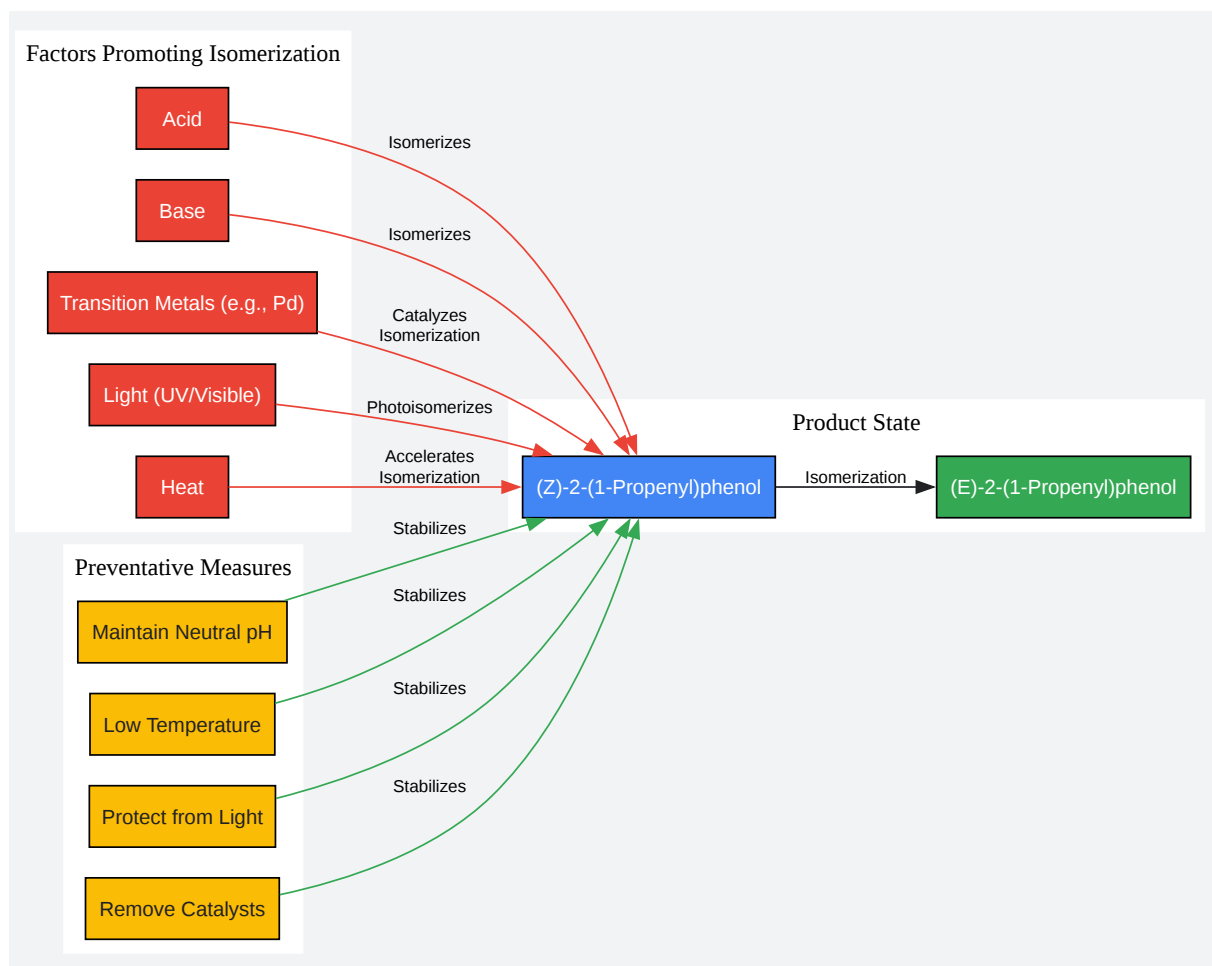 Factors Promoting Isomerization
Acid
Isomerizes
Base
Isomerizes
Transition Metals (e.g., Pd)
Catalyzes
Isomerization
Light (UV/Visible)
Photoisomerizes
Heat
Accelerates
Isomerization
Product State
(Z)-2-(1-Propenyl)phenol
Isomerization
(E)-2-(1-Propenyl)phenol
Preventative Measures
Maintain Neutral pH
Stabilizes
Low Temperature
Stabilizes
Protect from Light
Stabilizes
Remove Catalysts
Stabilizes